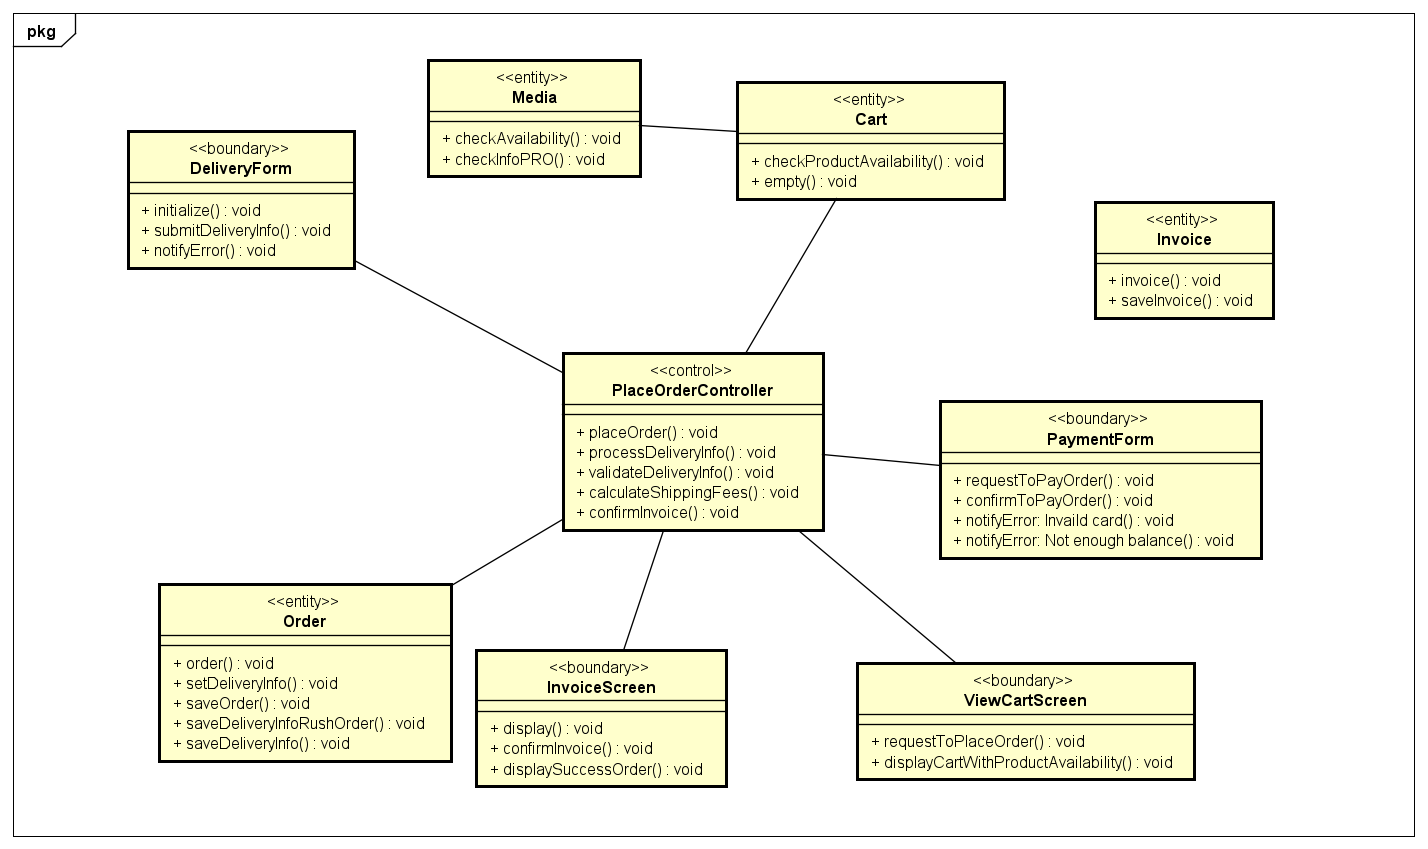 pkg
<<entity>>
Media
+ checkAvailability() : void
+ checkInfoPRO() : void
<<entity>>
Cart
+ checkProductAvailability() : void
+ empty() : void
<<boundary>>
DeliveryForm
+ initialize() : void
+ submitDeliveryInfo() : void
+ notifyError() : void
<<entity>>
Invoice
+ invoice() : void
+ saveInvoice() : void
<<control>>
PlaceOrderController
+ placeOrder() : void
+ processDeliveryInfo() : void
+ validateDeliveryInfo() : void
+ calculateShippingFees() : void
+ confirmInvoice() : void
<<boundary>>
PaymentForm
+ requestToPayOrder() : void
+ confirmToPayOrder() : void
+ notifyError: Invaild card() : void
+ notifyError: Not enough balance() : void
<<entity>>
Order
+ order() : void
+ setDeliveryInfo() : void
+ saveOrder() : void
+ saveDeliveryInfoRushOrder() : void
+ saveDeliveryInfo() : void
<<boundary>>
InvoiceScreen
+ display() : void
+ confirmInvoice() : void
+ displaySuccessOrder() : void
<<boundary>>
ViewCartScreen
+ requestToPlaceOrder() : void
+ displayCartWithProductAvailability() : void